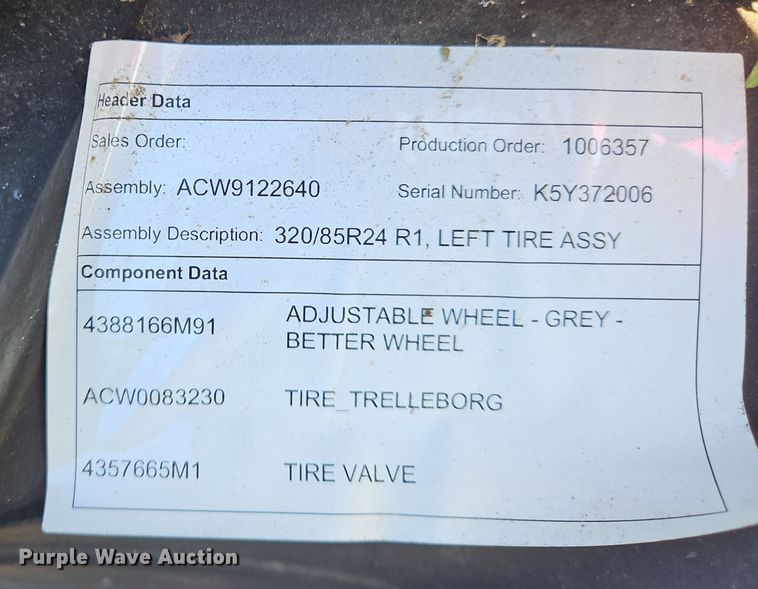 Header Data
Sales Order:
Production Order: 1006357
Assembly: ACW9122640
Serial Number: K5Y372006
Assembly Description: 320/85R24 R1, LEFT TIRE ASSY
Component Data
4388166M91 ADJUSTABLE WHEEL - GREY -
BETTER WHEEL
ACW0083230 TIRE_TRELLEBORG
4357665M1 TIRE VALVE
Purple Wave Auction